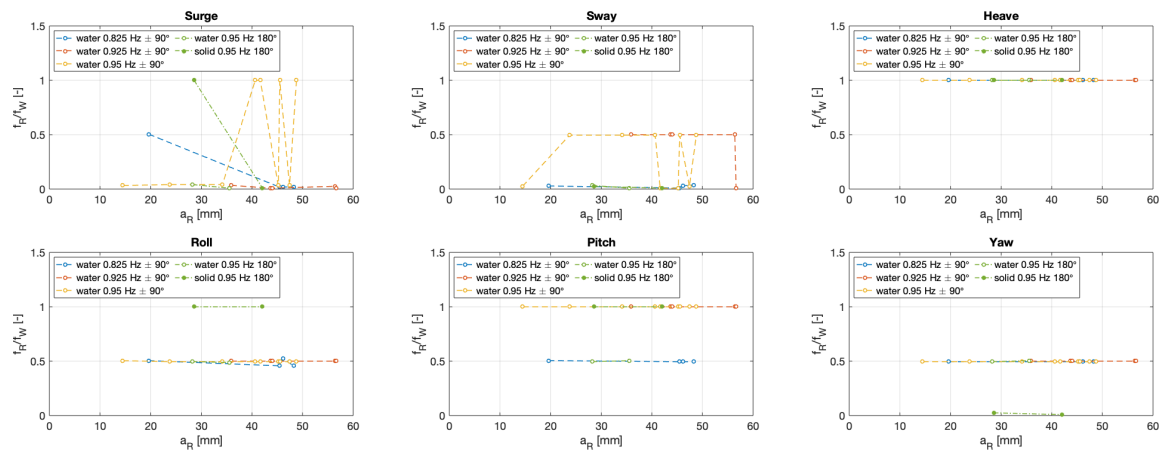 Surge
1.5
1
0.5
0
f_R/f_W [-]
water 0.825 Hz ± 90°
water 0.925 Hz ± 90°
water 0.95 Hz ± 90°
water 0.95 Hz 180°
solid 0.95 Hz 180°
0 10 20 30 40 50 60
a_R [mm]
Sway
1.5
1
0.5
0
f_R/f_W [-]
water 0.825 Hz ± 90°
water 0.925 Hz ± 90°
water 0.95 Hz ± 90°
water 0.95 Hz 180°
solid 0.95 Hz 180°
0 10 20 30 40 50 60
a_R [mm]
Heave
1.5
1
0.5
0
f_R/f_W [-]
water 0.825 Hz ± 90°
water 0.925 Hz ± 90°
water 0.95 Hz ± 90°
water 0.95 Hz 180°
solid 0.95 Hz 180°
0 10 20 30 40 50 60
a_R [mm]
Roll
1.5
1
0.5
0
f_R/f_W [-]
water 0.825 Hz ± 90°
water 0.925 Hz ± 90°
water 0.95 Hz ± 90°
water 0.95 Hz 180°
solid 0.95 Hz 180°
0 10 20 30 40 50 60
a_R [mm]
Pitch
1.5
1
0.5
0
f_R/f_W [-]
water 0.825 Hz ± 90°
water 0.925 Hz ± 90°
water 0.95 Hz ± 90°
water 0.95 Hz 180°
solid 0.95 Hz 180°
0 10 20 30 40 50 60
a_R [mm]
Yaw
1.5
1
0.5
0
f_R/f_W [-]
water 0.825 Hz ± 90°
water 0.925 Hz ± 90°
water 0.95 Hz ± 90°
water 0.95 Hz 180°
solid 0.95 Hz 180°
0 10 20 30 40 50 60
a_R [mm]